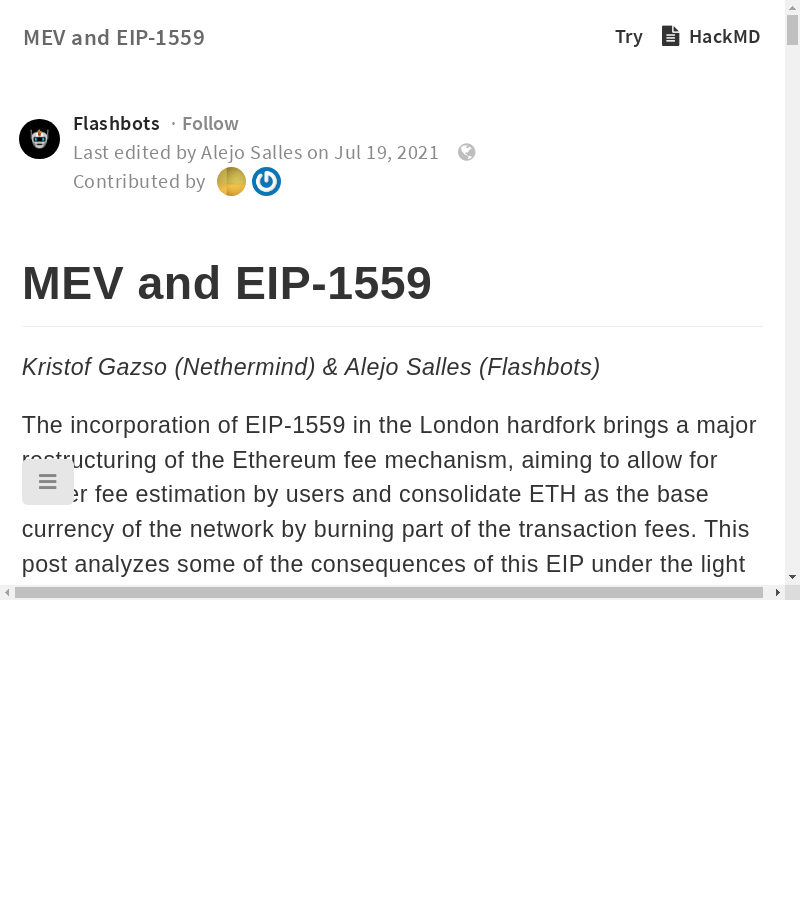 MEV and EIP-1559
Try HackMD
Flashbots · Follow
Last edited by Alejo Salles on Jul 19, 2021
Contributed by
MEV and EIP-1559
Kristof Gazso (Nethermind) & Alejo Salles (Flashbots)
The incorporation of EIP-1559 in the London hardfork brings a major
restructuring of the Ethereum fee mechanism, aiming to allow for
fee estimation by users and consolidate ETH as the base
currency of the network by burning part of the transaction fees. This
post analyzes some of the consequences of this EIP under the light